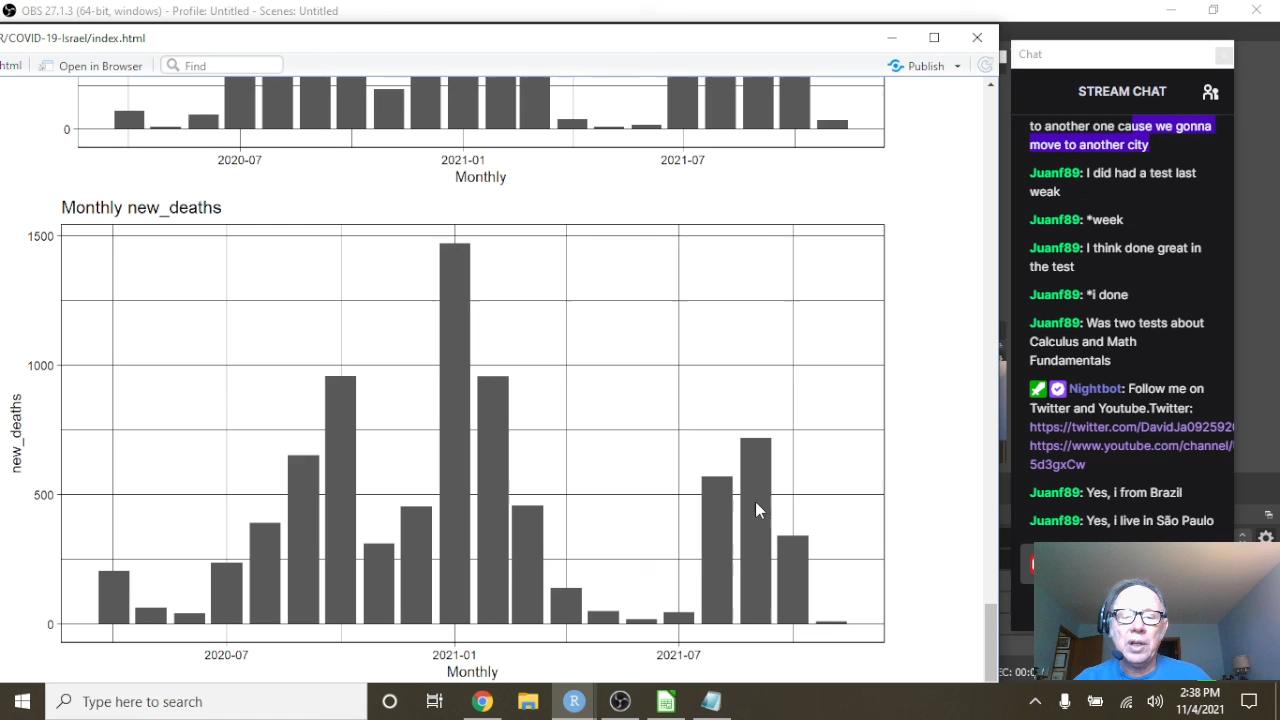 OBS 27.1.3 (64-bit, windows) - Profile: Untitled - Scenes: Untitled
R/COVID-19-Israel/index.html
html
Open in Browser
Find
Publish
0
2020-07
2021-01
2021-07
Monthly
Monthly new_deaths
1500
1000
500
0
new_deaths
2020-07
2021-01
2021-07
Monthly
Chat
STREAM CHAT
to another one cause we gonna
move to another city
Juanf89: I did had a test last
weak
Juanf89: *week
Juanf89: I think done great in
the test
Juanf89: *i done
Juanf89: Was two tests about
Calculus and Math
Fundamentals
Nightbot: Follow me on
Twitter and Youtube.Twitter:
https://twitter.com/DavidJa092592
https://www.youtube.com/channel/
5d3gxCw
Juanf89: Yes, i from Brazil
Juanf89: Yes, i live in São Paulo
EC: 00:0
Type here to search
R
2:38 PM
11/4/2021